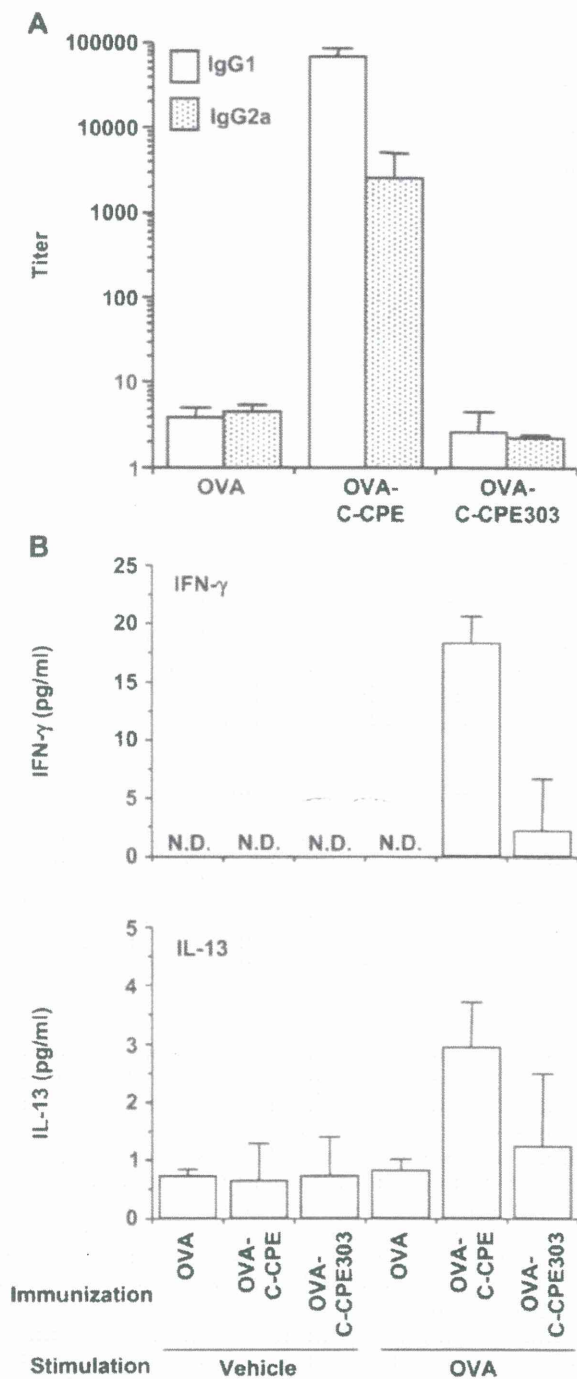 A
100000
10000
1000
100
10
1
Titer
IgG1
IgG2a
OVA
OVA-
C-CPE
OVA-
C-CPE303
B
25
20
15
10
5
0
IFN-γ (pg/ml)
IFN-γ
N.D. N.D. N.D. N.D.
5
4
3
2
1
0
IL-13 (pg/ml)
IL-13
OVA
OVA-
C-CPE
OVA-
C-CPE303
OVA
OVA-
C-CPE
OVA-
C-CPE303
Immunization
Stimulation Vehicle OVA